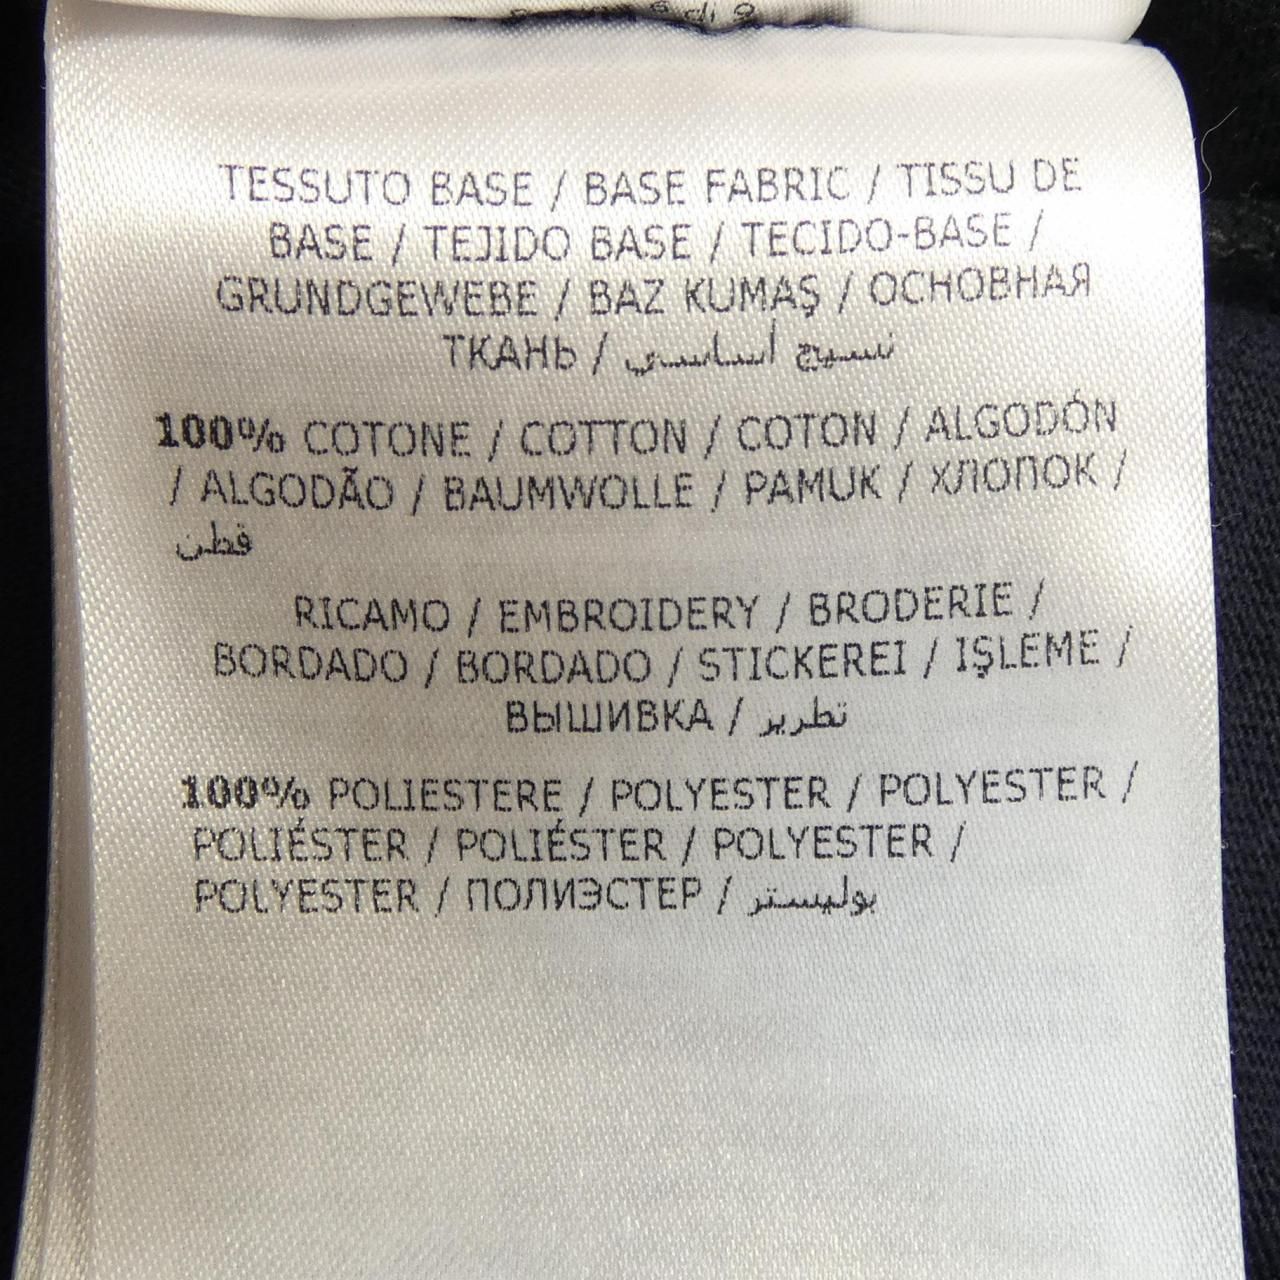 TESSUTO BASE / BASE FABRIC / TISSU DE
BASE / TEJIDO BASE / TECIDO-BASE /
GRUNDGEWEBE / BAZ KUMAŞ / ОСНОВНАЯ
ТКАНЬ / نسيج أساسي
100% COTONE / COTTON / COTON / ALGODÓN
/ ALGODÃO / BAUMWOLLE / PAMUK / ХЛОПОК /
قطن
RICAMO / EMBROIDERY / BRODERIE /
BORDADO / BORDADO / STICKEREI / IŞLEME /
ВЫШИВКА / تطريز
100% POLIESTERE / POLYESTER / POLYESTER /
POLIÉSTER / POLIÉSTER / POLYESTER /
POLYESTER / ПОЛИЭСТЕР / بوليستر